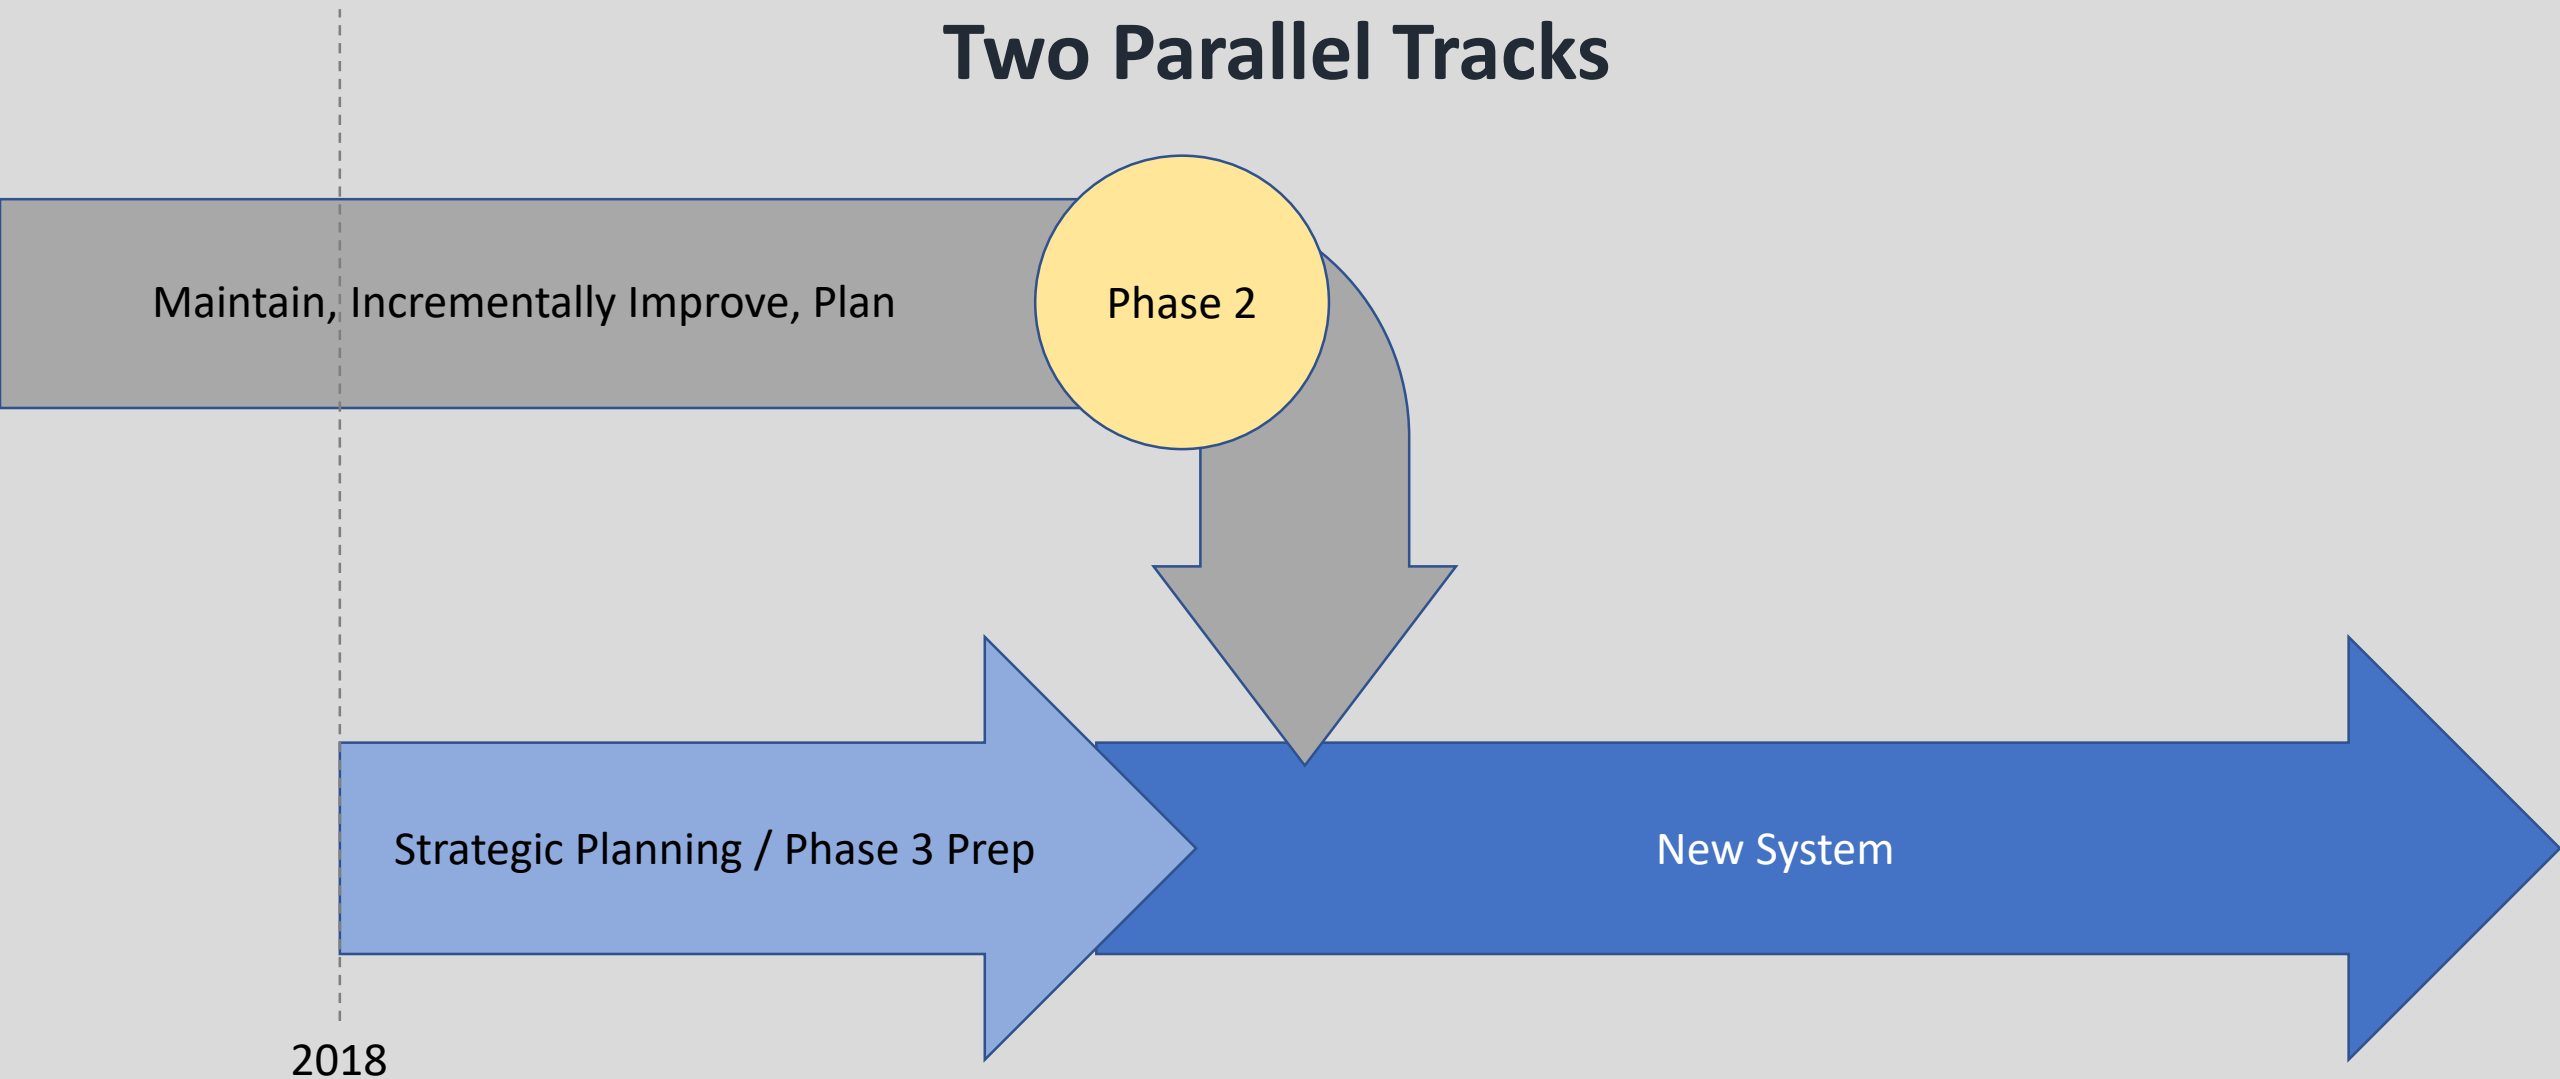 Two Parallel Tracks
Maintain, Incrementally Improve, Plan
Phase 2
Strategic Planning / Phase 3 Prep
New System
2018